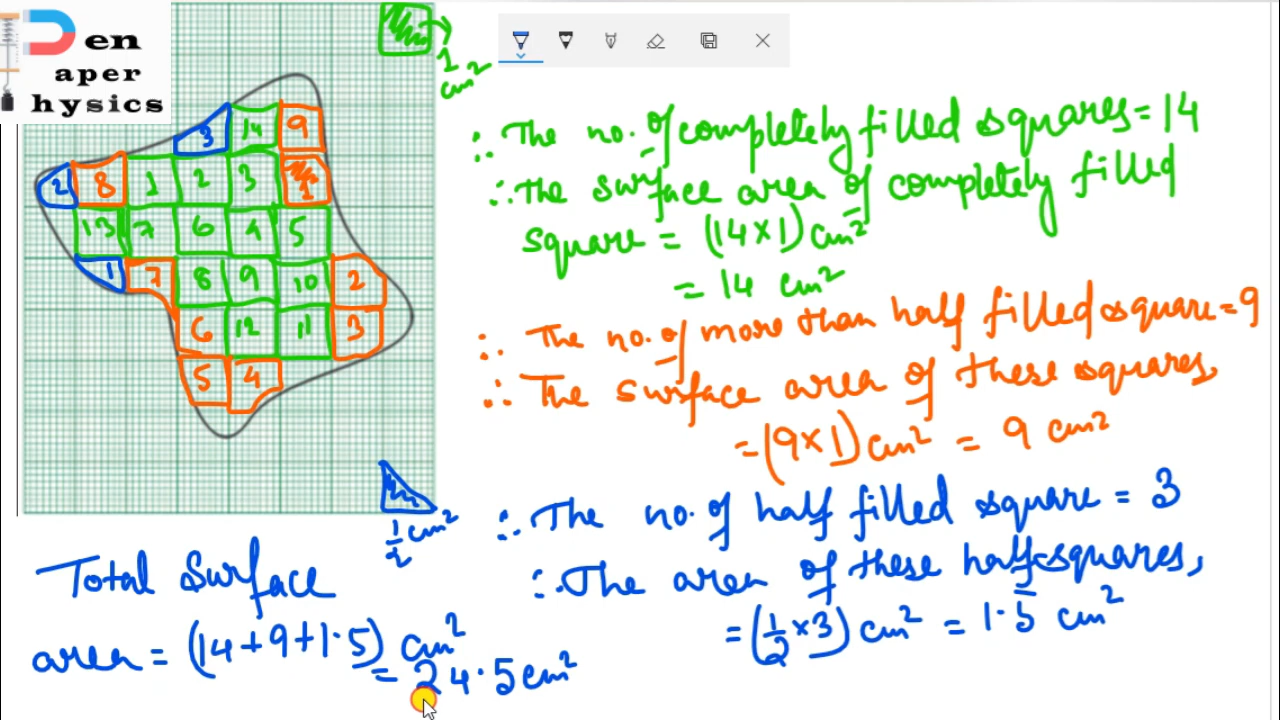 Pen
Paper
Physics
1
cm²
3 14 9
2 8 1 2 3 1
13 7 6 4 5
1 7 8 9 10 2
6 12 11 3
5 4
∴ The no. of completely filled squares = 14
∴ The surface area of completely filled
square = (14×1) cm²
= 14 cm²
∴ The no. of more than half filled square = 9
∴ The surface area of these squares,
= (9×1) cm² = 9 cm²
½ cm²
∴ The no. of half filled square = 3
∴ The area of these half squares,
= (½×3) cm² = 1.5 cm²
Total Surface
area = (14+9+1.5) cm²
= 24.5 cm²